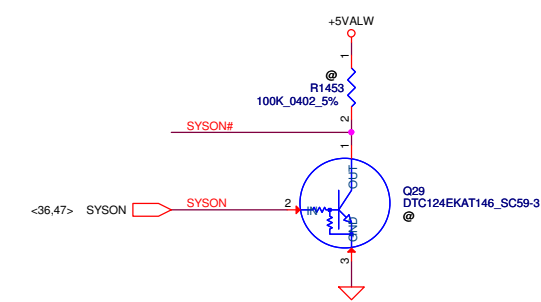 +5VALW
1
@
R1453
100K_0402_5%
2
SYSON#
1
OUT
Q29
DTC124EKAT146_SC59-3
@
<36,47> SYSON
SYSON
2
IN
GND
3